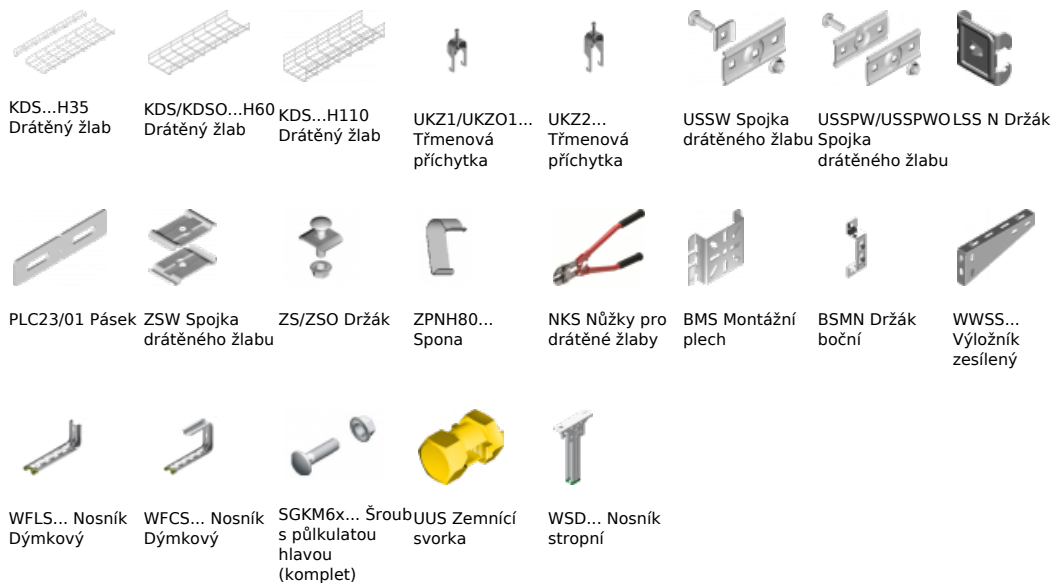 KDS...H35
Drátěný žlab
KDS/KDSO...H60
Drátěný žlab
KDS...H110
Drátěný žlab
UKZ1/UKZO1...
Třmenová
příchytka
UKZ2...
Třmenová
příchytka
USSW Spojka
drátěného žlabu
USSPW/USSPWO
Spojka
drátěného žlabu
LSS N Držák
PLC23/01 Pásek
ZSW Spojka
drátěného žlabu
ZS/ZSO Držák
ZPNH80...
Spona
NKS Nůžky pro
drátěné žlaby
BMS Montážní
plech
BSMN Držák
boční
WWSS...
Výložník
zesílený
WFLS... Nosník
Dýmkový
WFCS... Nosník
Dýmkový
SGKM6x... Šroub
s půlkulatou
hlavou
(komplet)
UUS Zemnící
svorka
WSD... Nosník
stropní